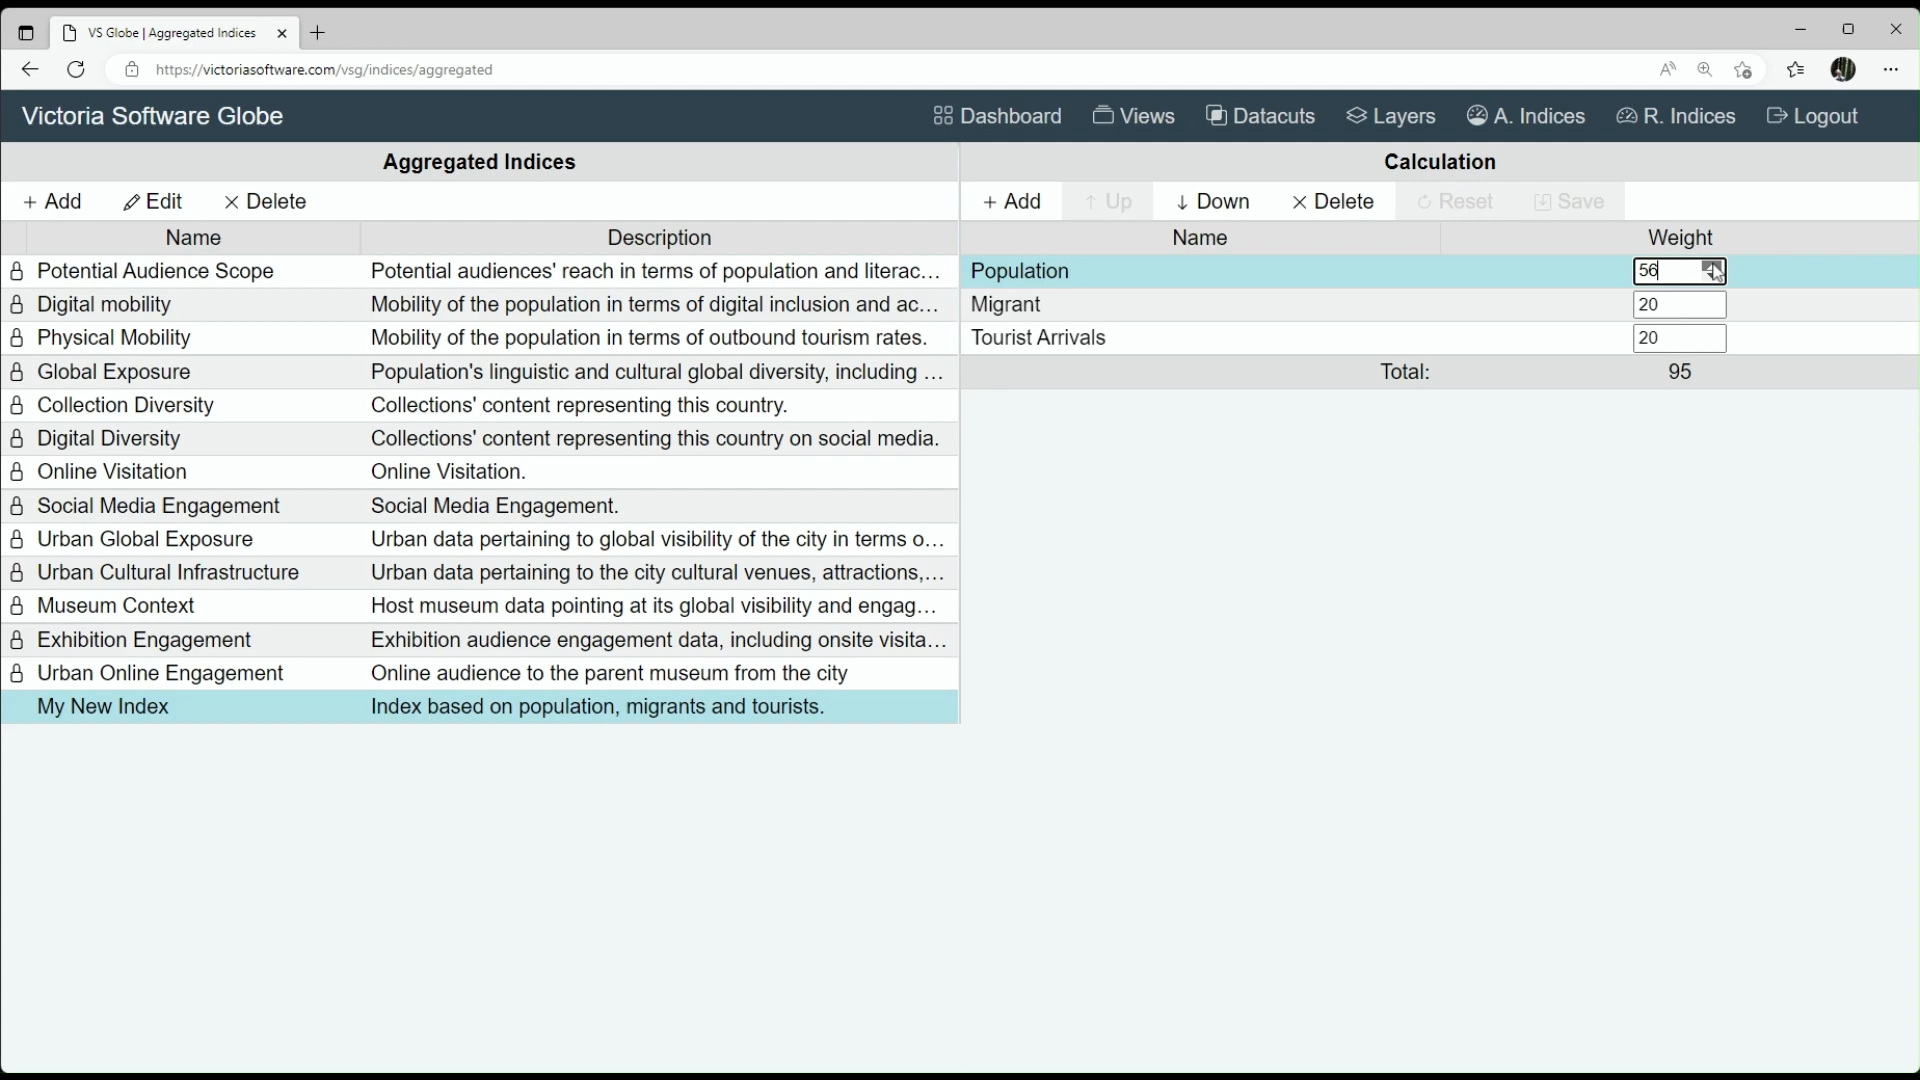 VS Globe | Aggregated Indices
https://victoriasoftware.com/vsg/indices/aggregated
Victoria Software Globe
Dashboard Views Datacuts Layers A. Indices R. Indices Logout
Aggregated Indices
+ Add Edit × Delete
Name Description
Potential Audience Scope Potential audiences' reach in terms of population and literac...
Digital mobility Mobility of the population in terms of digital inclusion and ac...
Physical Mobility Mobility of the population in terms of outbound tourism rates.
Global Exposure Population's linguistic and cultural global diversity, including ...
Collection Diversity Collections' content representing this country.
Digital Diversity Collections' content representing this country on social media.
Online Visitation Online Visitation.
Social Media Engagement Social Media Engagement.
Urban Global Exposure Urban data pertaining to global visibility of the city in terms o...
Urban Cultural Infrastructure Urban data pertaining to the city cultural venues, attractions,...
Museum Context Host museum data pointing at its global visibility and engag...
Exhibition Engagement Exhibition audience engagement data, including onsite visita...
Urban Online Engagement Online audience to the parent museum from the city
My New Index Index based on population, migrants and tourists.
Calculation
+ Add ↑ Up ↓ Down × Delete Reset Save
Name Weight
Population 56
Migrant 20
Tourist Arrivals 20
Total: 95